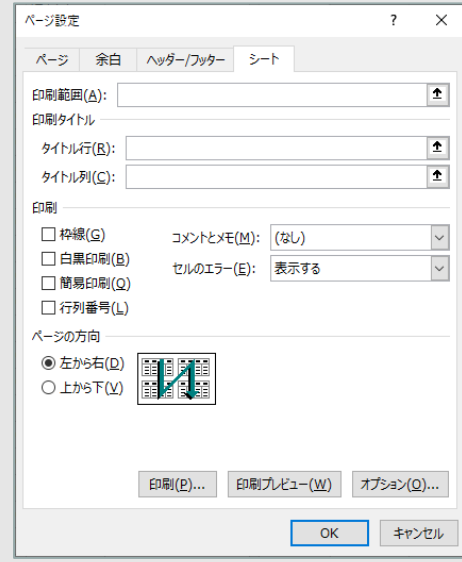 ページ設定 ? ×
ページ 余白 ヘッダー/フッター シート
印刷範囲(A):
印刷タイトル
タイトル行(R):
タイトル列(C):
印刷
枠線(G) コメントとメモ(M): (なし)
白黒印刷(B) セルのエラー(E): 表示する
簡易印刷(Q)
行列番号(L)
ページの方向
左から右(D)
上から下(V)
印刷(P)... 印刷プレビュー(W) オプション(O)...
OK キャンセル